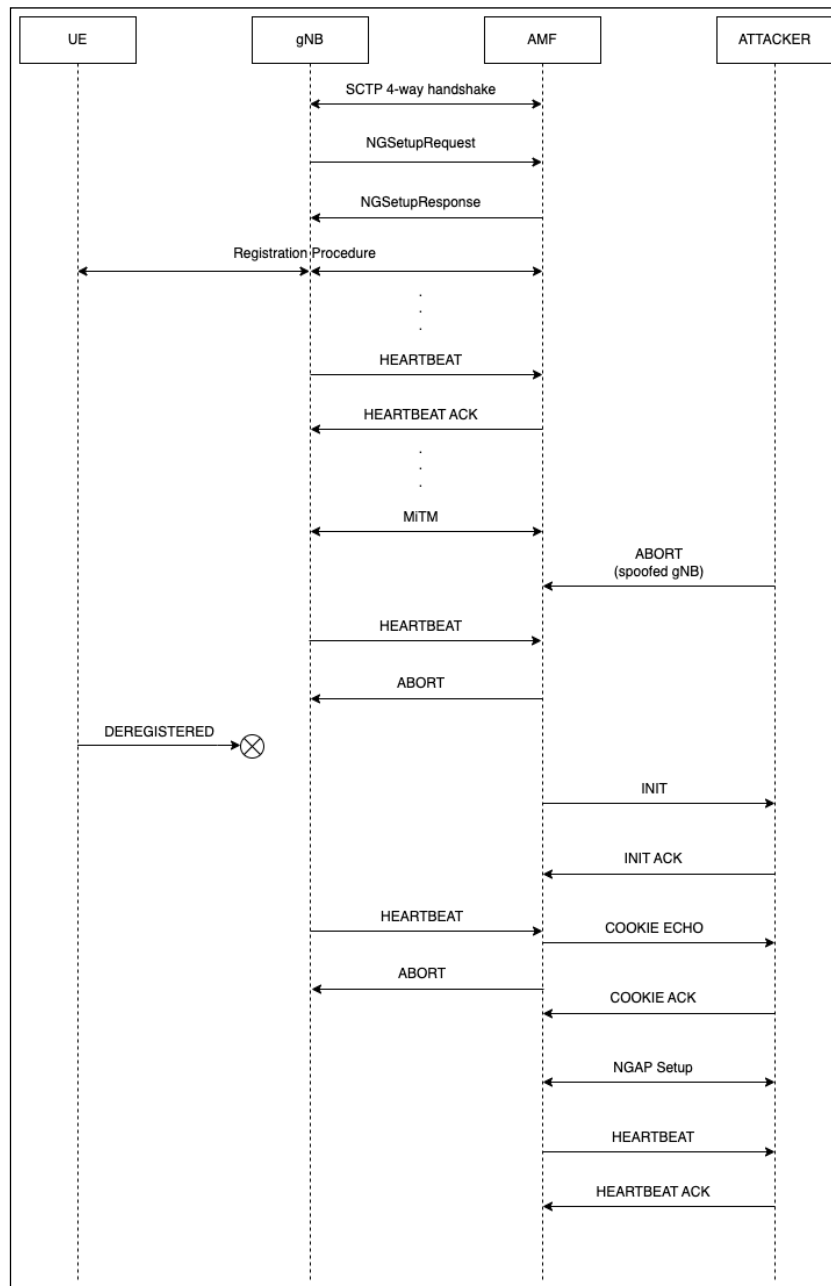 UE
gNB
AMF
ATTACKER
SCTP 4-way handshake
NGSetupRequest
NGSetupResponse
Registration Procedure
.
.
.
HEARTBEAT
HEARTBEAT ACK
.
.
.
MiTM
ABORT
(spoofed gNB)
HEARTBEAT
ABORT
DEREGISTERED
INIT
INIT ACK
HEARTBEAT
COOKIE ECHO
ABORT
COOKIE ACK
NGAP Setup
HEARTBEAT
HEARTBEAT ACK